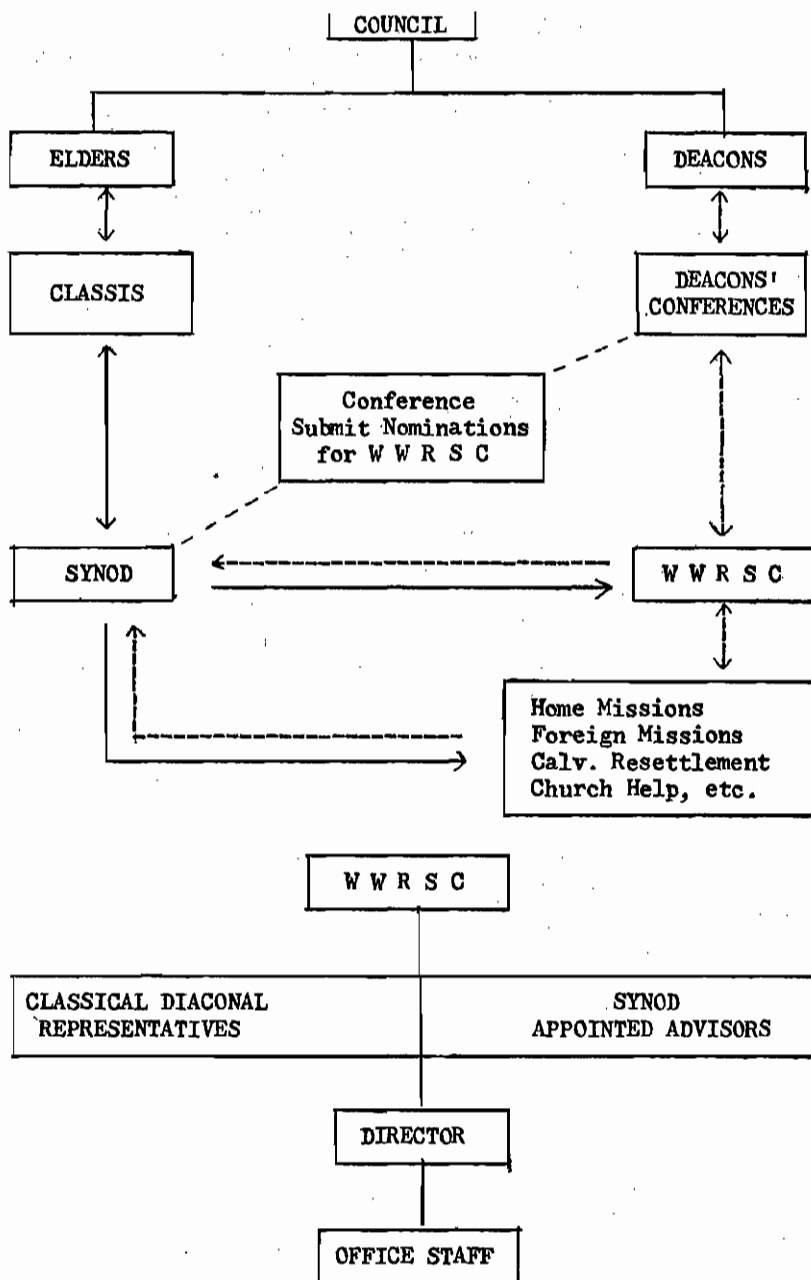 COUNCIL
ELDERS
DEACONS
CLASSIS
DEACONS'
CONFERENCES
Conference
Submit Nominations
for W W R S C
SYNOD
W W R S C
Home Missions
Foreign Missions
Calv. Resettlement
Church Help, etc.
W W R S C
CLASSICAL DIACONAL
REPRESENTATIVES
SYNOD
APPOINTED ADVISORS
DIRECTOR
OFFICE STAFF